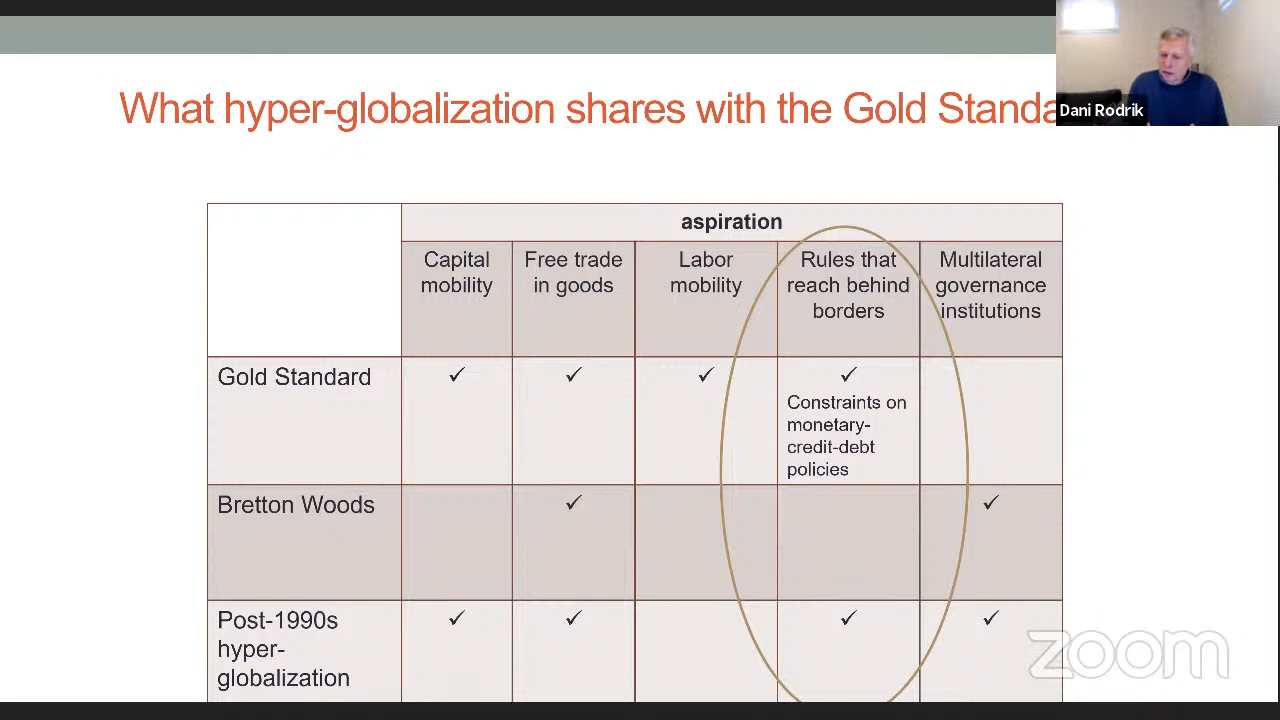 What hyper-globalization shares with the Gold Standa
Dani Rodrik
aspiration
Capital
mobility
Free trade
in goods
Labor
mobility
Rules that
reach behind
borders
Multilateral
governance
institutions
Gold Standard
✓
✓
✓
✓
Constraints on
monetary-
credit-debt
policies
Bretton Woods
✓
✓
Post-1990s
hyper-
globalization
✓
✓
✓
✓
zoom